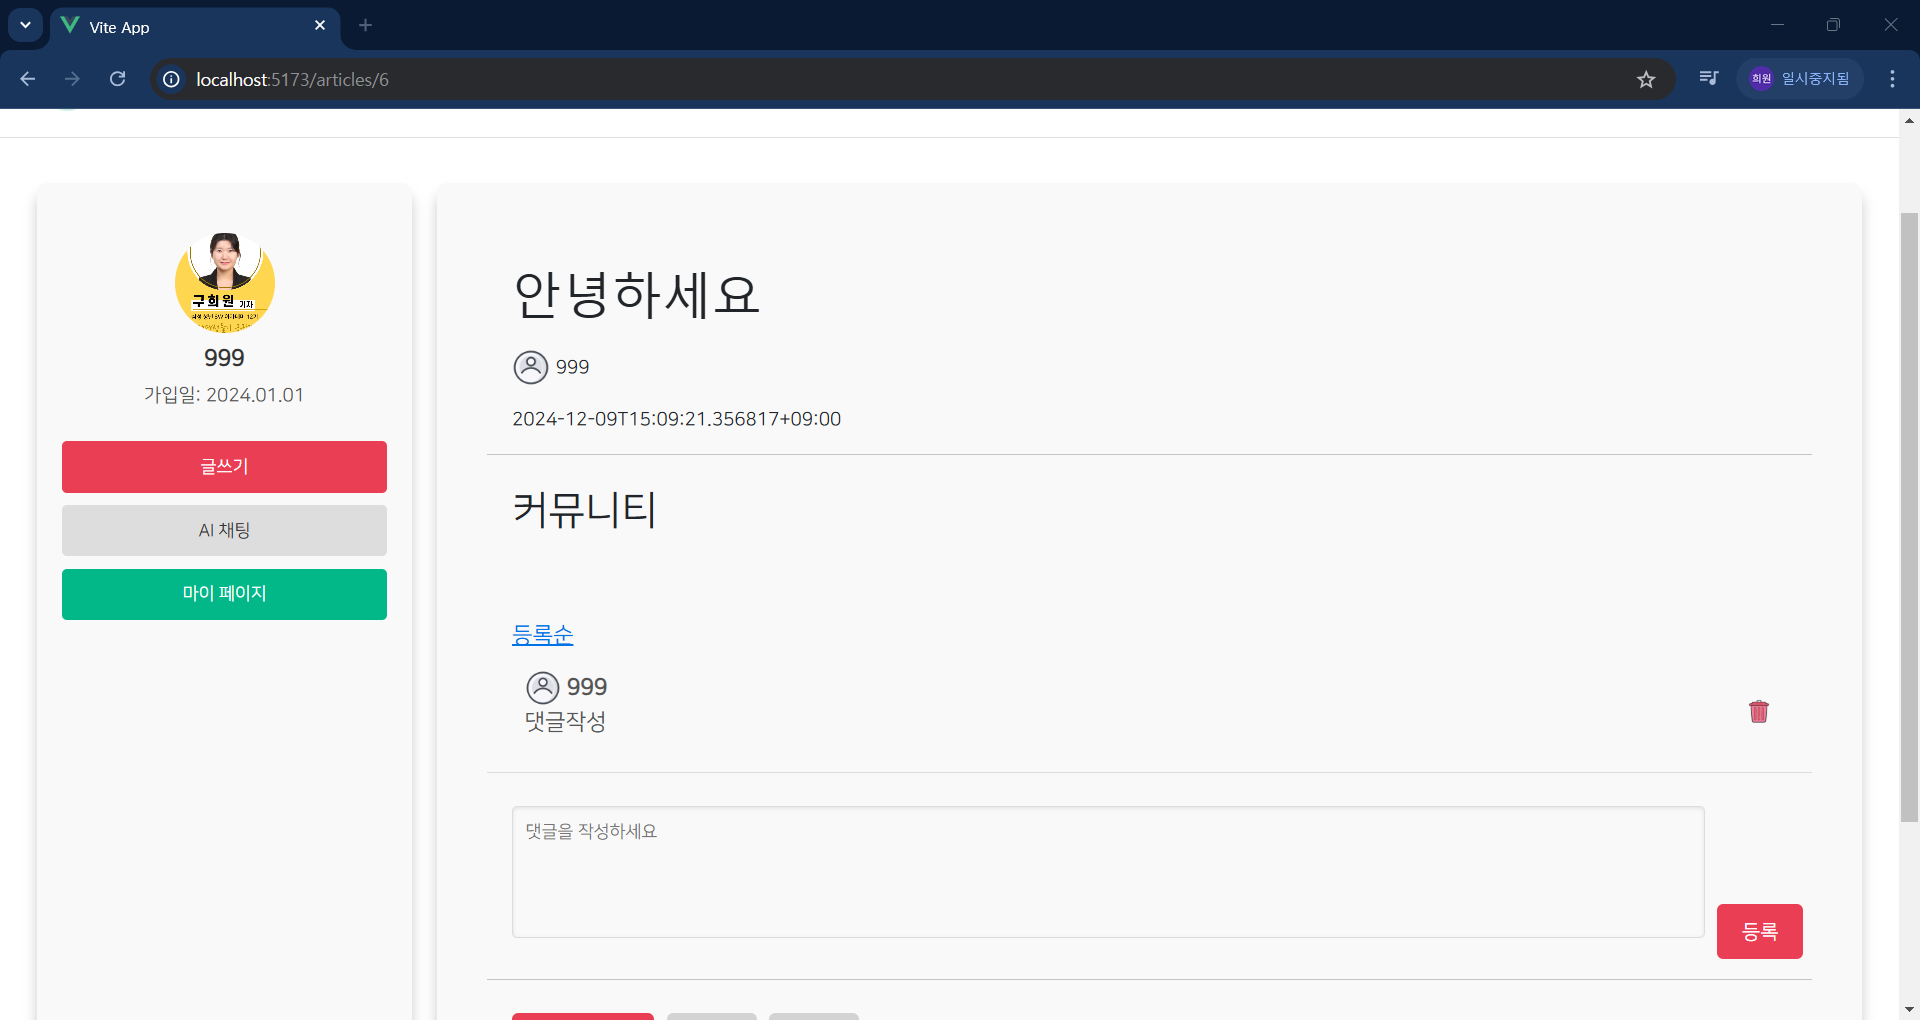 Vite App
localhost:5173/articles/6
희원 일시중지됨
구희원 기자
999
가입일: 2024.01.01
글쓰기
AI 채팅
마이 페이지
안녕하세요
999
2024-12-09T15:09:21.356817+09:00
커뮤니티
등록순
999
댓글작성
댓글을 작성하세요
등록